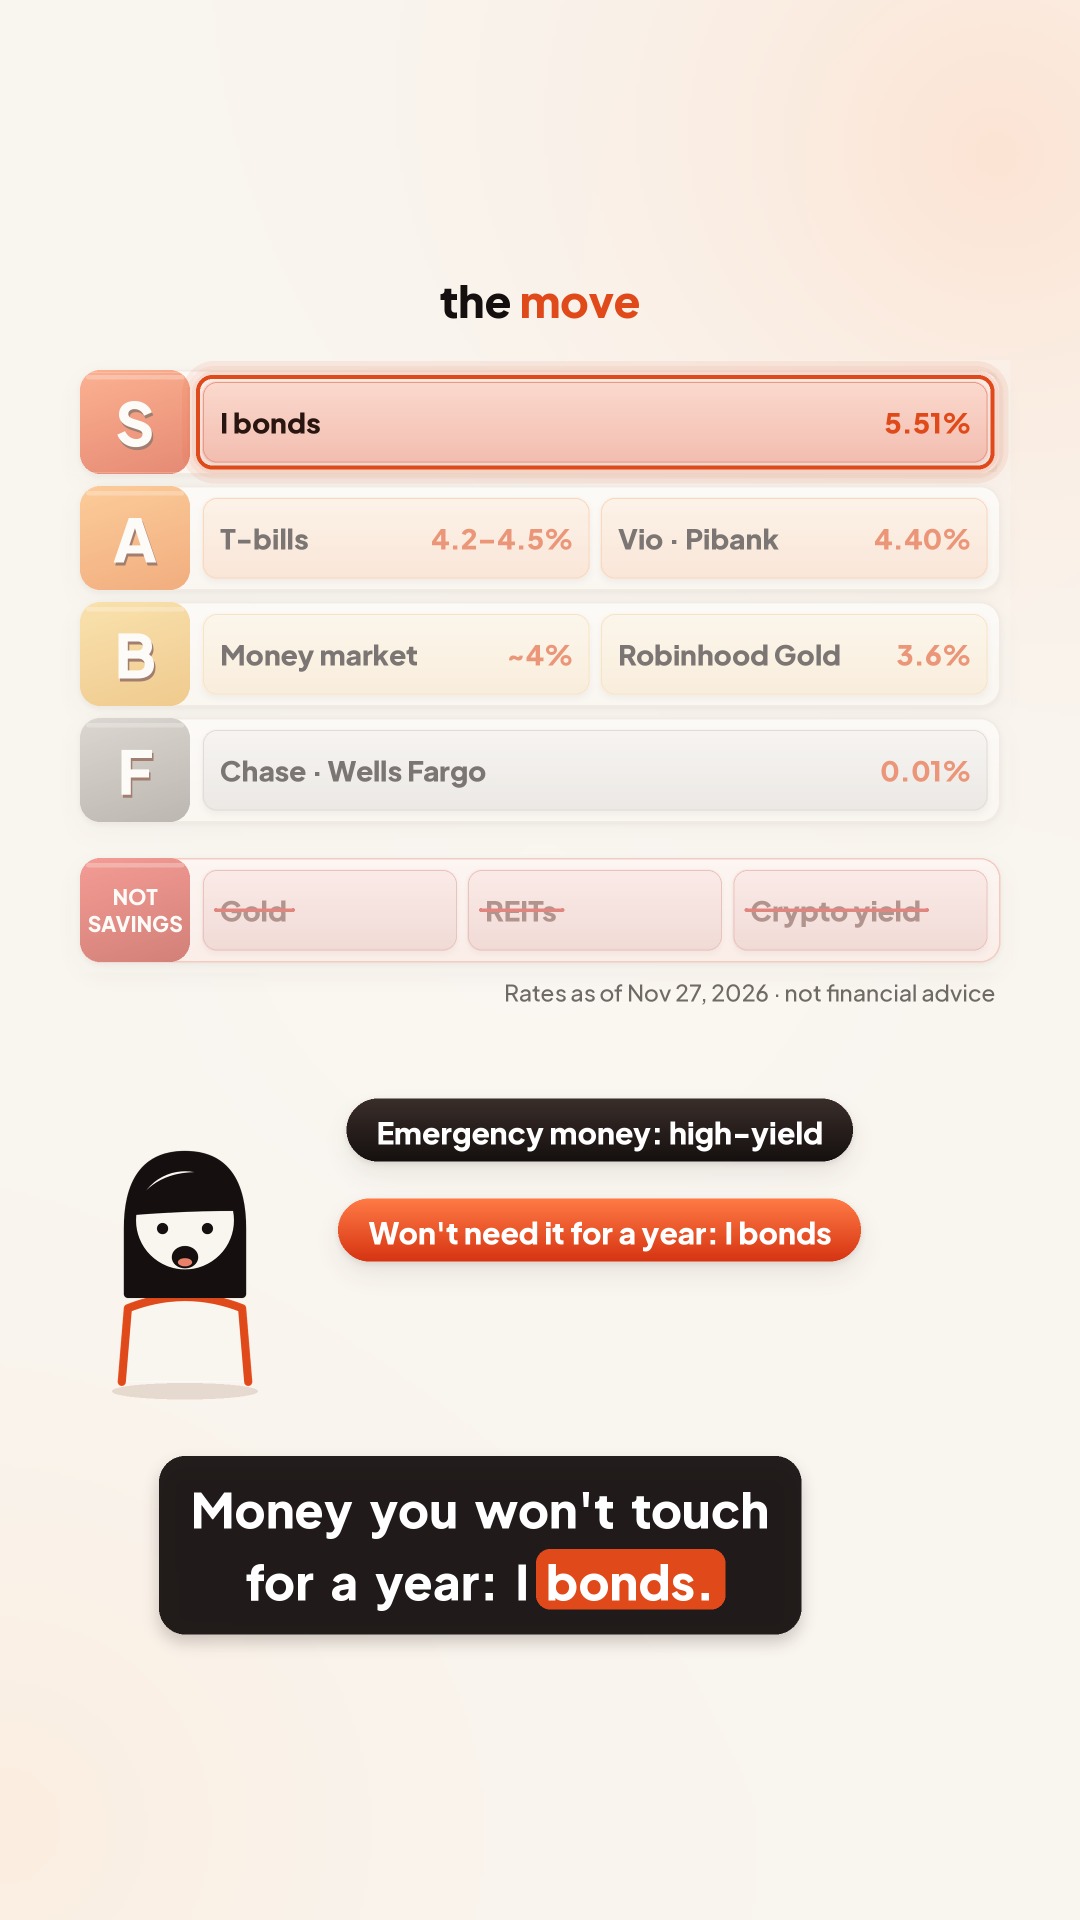 the move
S
I bonds 5.51%
A
T-bills 4.2–4.5% Vio · Pibank 4.40%
B
Money market ~4% Robinhood Gold 3.6%
F
Chase · Wells Fargo 0.01%
NOT
SAVINGS
Gold REITs Crypto yield
Rates as of Nov 27, 2026 · not financial advice
Emergency money: high-yield
Won't need it for a year: I bonds
Money you won't touch
for a year: I bonds.